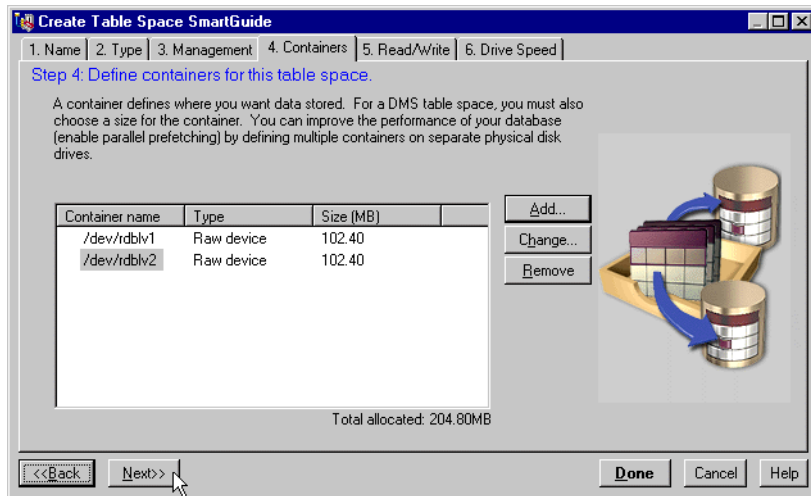 Create Table Space SmartGuide
1. Name 2. Type 3. Management 4. Containers 5. Read/Write 6. Drive Speed
Step 4: Define containers for this table space.
A container defines where you want data stored. For a DMS table space, you must also
choose a size for the container. You can improve the performance of your database
(enable parallel prefetching) by defining multiple containers on separate physical disk
drives.
Container name Type Size (MB)
/dev/rdblv1 Raw device 102.40
/dev/rdblv2 Raw device 102.40
Add...
Change...
Remove
Total allocated: 204.80MB
<<Back Next>> Done Cancel Help